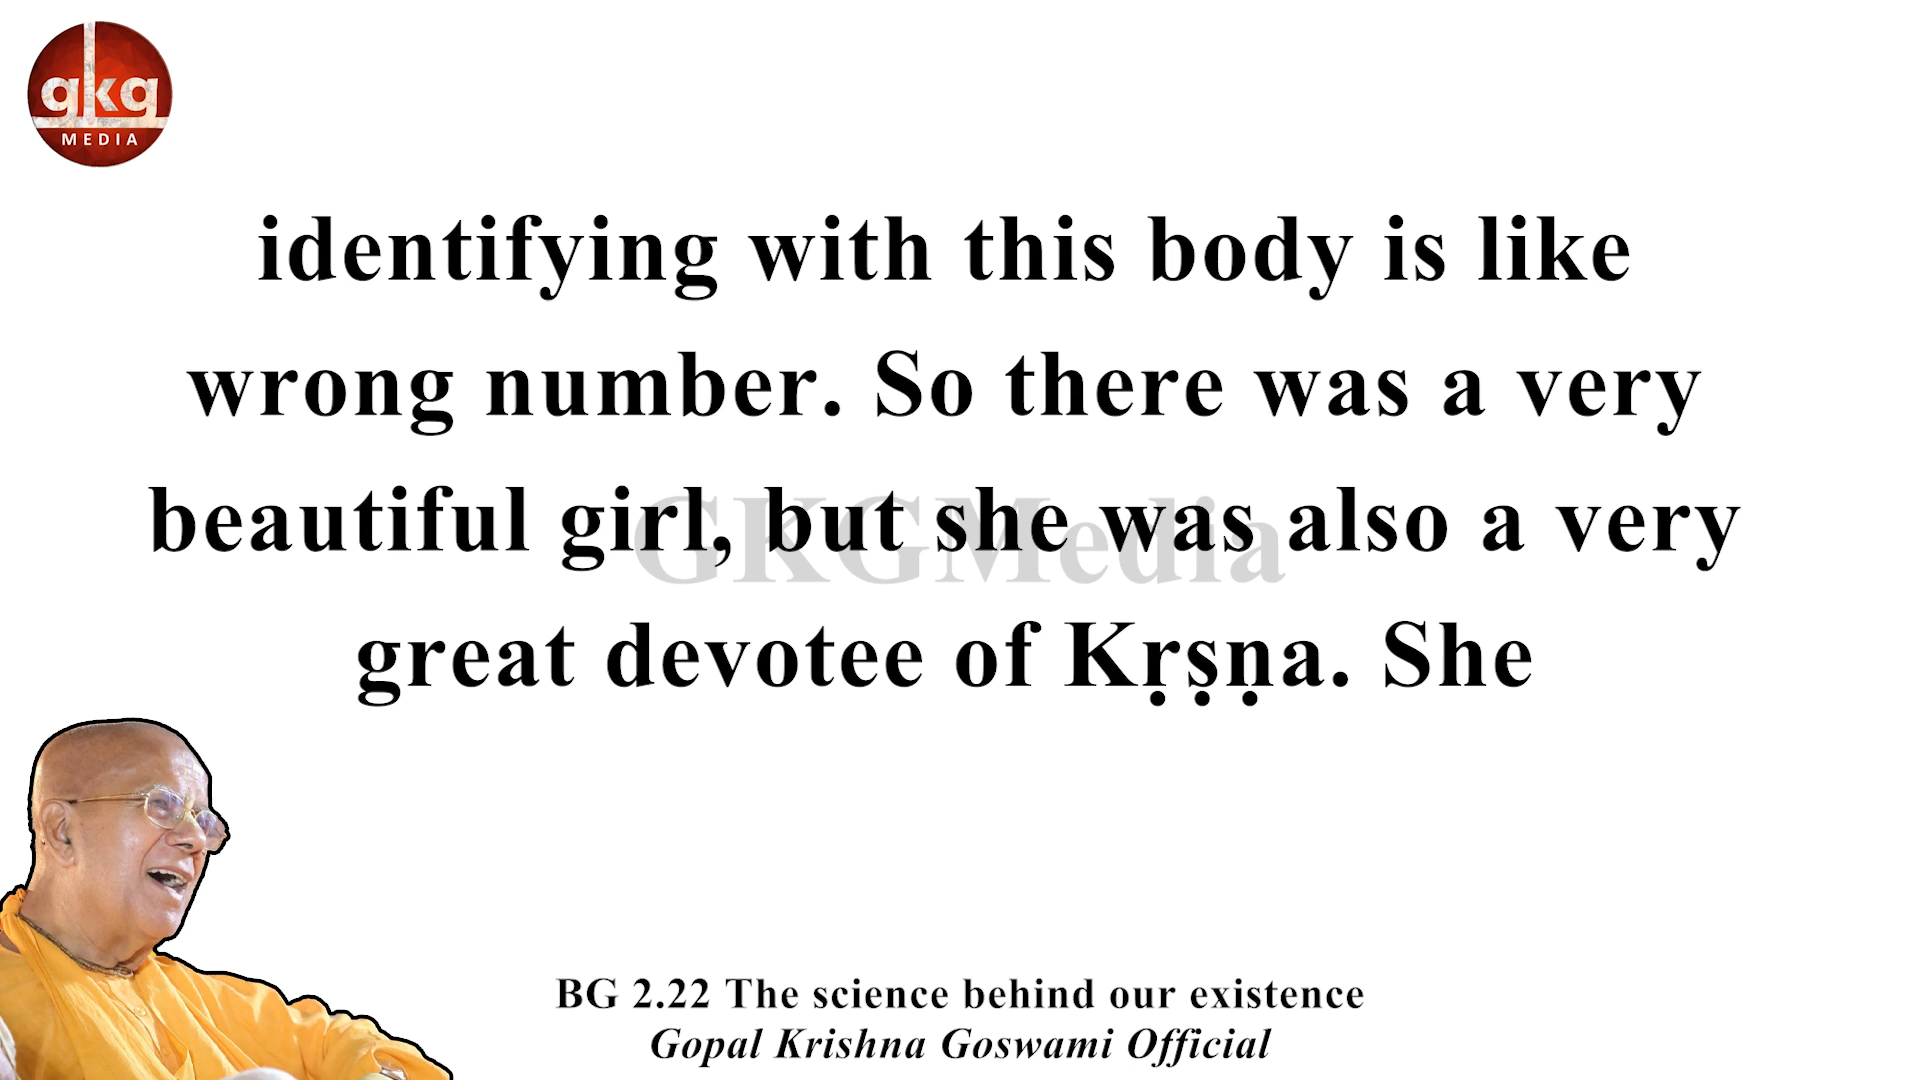 gkg
MEDIA
identifying with this body is like
wrong number. So there was a very
beautiful girl, but she was also a very
great devotee of Kṛṣṇa. She
GKGMedia
BG 2.22 The science behind our existence
Gopal Krishna Goswami Official